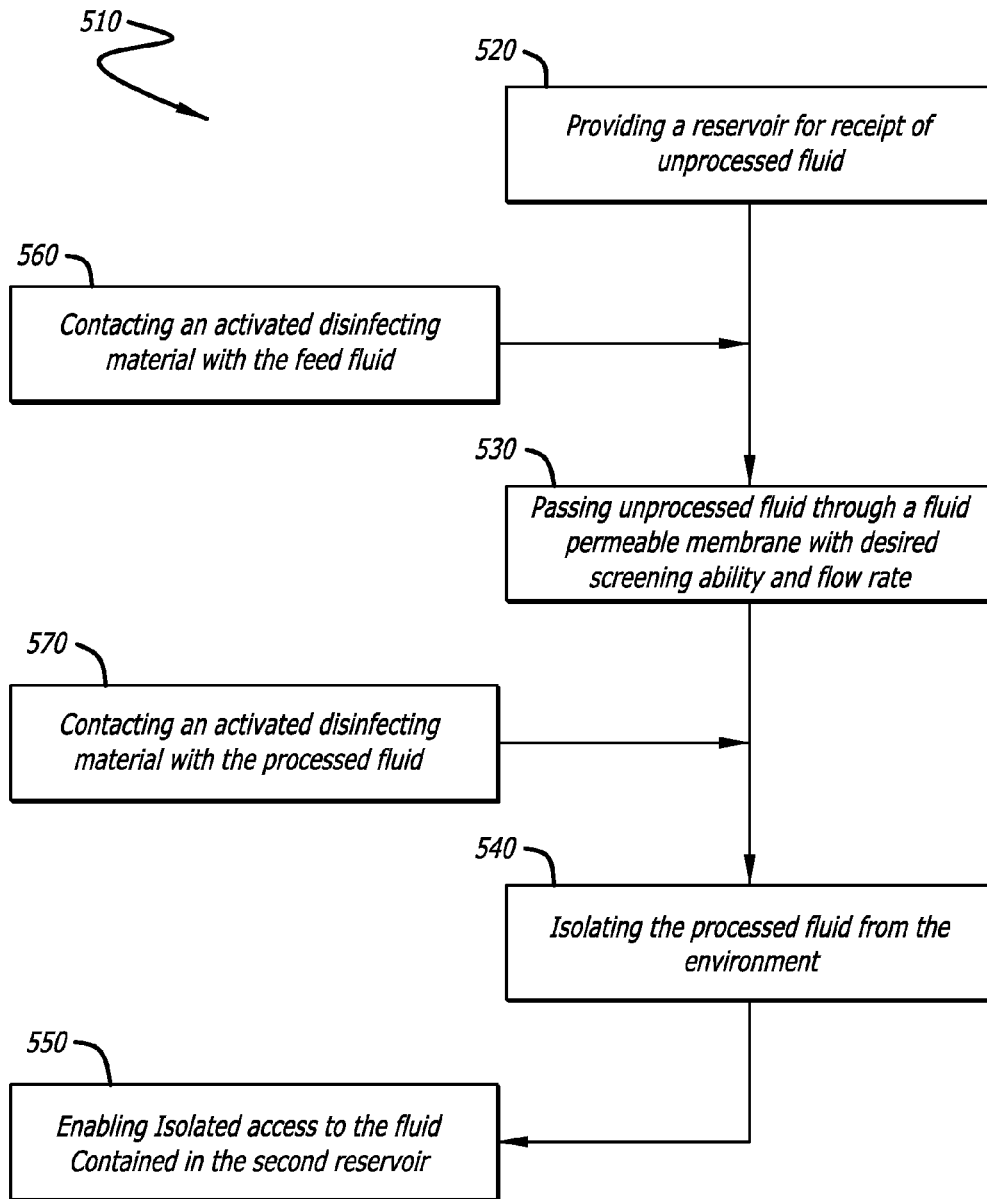 510
520
Providing a reservoir for receipt of
unprocessed fluid
560
Contacting an activated disinfecting
material with the feed fluid
530
Passing unprocessed fluid through a fluid
permeable membrane with desired
screening ability and flow rate
570
Contacting an activated disinfecting
material with the processed fluid
540
Isolating the processed fluid from the
environment
550
Enabling Isolated access to the fluid
Contained in the second reservoir